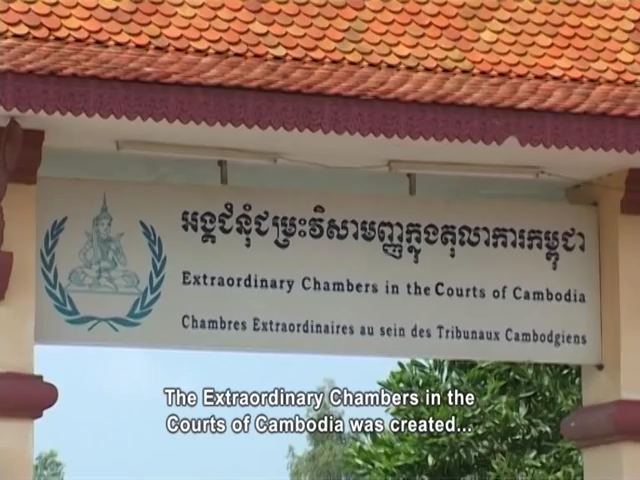 អង្គជំនុំជម្រះវិសាមញ្ញក្នុងតុលាការកម្ពុជា
Extraordinary Chambers in the Courts of Cambodia
Chambres Extraordinaires au sein des Tribunaux Cambodgiens
The Extraordinary Chambers in the
Courts of Cambodia was created...